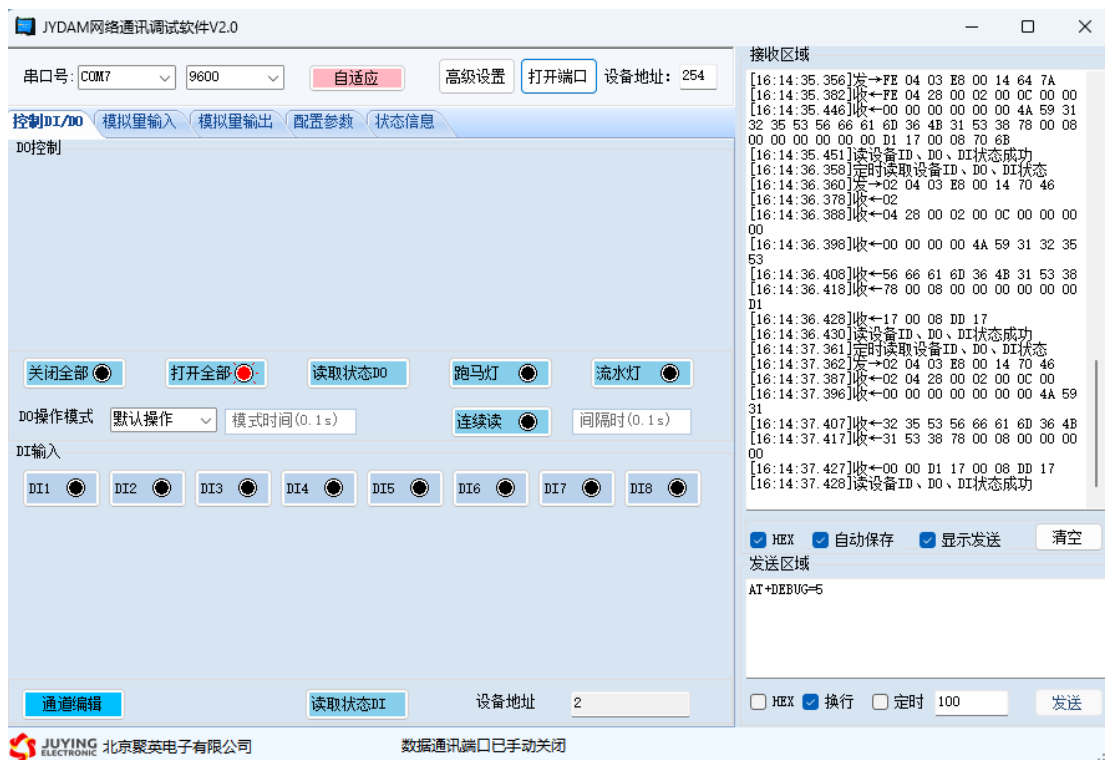 JYDAM网络通讯调试软件V2.0
串口号: COM7 9600 自适应 高级设置 打开端口 设备地址: 254
控制DI/DO 模拟量输入 模拟量输出 配置参数 状态信息
DO控制
关闭全部 打开全部 读取状态DO 跑马灯 流水灯
DO操作模式 默认操作 模式时间(0.1s) 连续读 间隔时(0.1s)
DI输入
DI1 DI2 DI3 DI4 DI5 DI6 DI7 DI8
通道编辑 读取状态DI 设备地址 2
JUYING ELECTRONIC 北京聚英电子有限公司 数据通讯端口已手动关闭
接收区域
[16:14:35.356]发→FE 04 03 E8 00 14 64 7A
[16:14:35.382]收←FE 04 28 00 02 00 0C 00 00
[16:14:35.446]收←00 00 00 00 00 00 4A 59 31
32 35 53 56 66 61 6D 36 4B 31 53 38 78 00 08
00 00 00 00 00 00 D1 17 00 08 70 6B
[16:14:35.451]读设备ID、DO、DI状态成功
[16:14:36.358]定时读取设备ID、DO、DI状态
[16:14:36.360]发→02 04 03 E8 00 14 70 46
[16:14:36.378]收←02
[16:14:36.388]收←04 28 00 02 00 0C 00 00 00
00
[16:14:36.398]收←00 00 00 00 4A 59 31 32 35
53
[16:14:36.408]收←56 66 61 6D 36 4B 31 53 38
[16:14:36.418]收←78 00 08 00 00 00 00 00 00
D1
[16:14:36.428]收←17 00 08 DD 17
[16:14:36.430]读设备ID、DO、DI状态成功
[16:14:37.361]定时读取设备ID、DO、DI状态
[16:14:37.362]发→02 04 03 E8 00 14 70 46
[16:14:37.387]收←02 04 28 00 02 00 0C 00
[16:14:37.396]收←00 00 00 00 00 00 00 4A 59
31
[16:14:37.407]收←32 35 53 56 66 61 6D 36 4B
[16:14:37.417]收←31 53 38 78 00 08 00 00 00
00
[16:14:37.427]收←00 00 D1 17 00 08 DD 17
[16:14:37.428]读设备ID、DO、DI状态成功
HEX 自动保存 显示发送 清空
发送区域
AT+DEBUG=5
HEX 换行 定时 100 发送